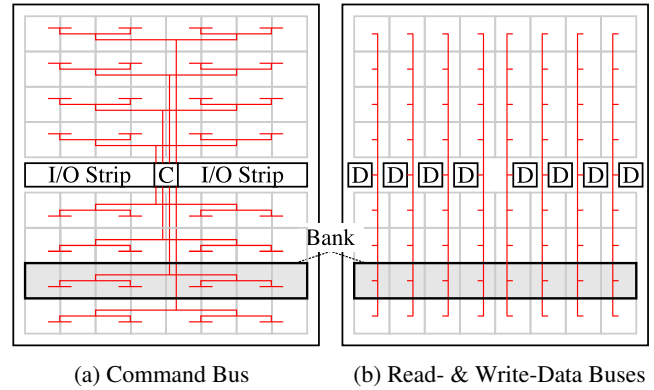 I/O Strip C I/O Strip
D D D D D D D D
Bank
(a) Command Bus
(b) Read- & Write-Data Buses